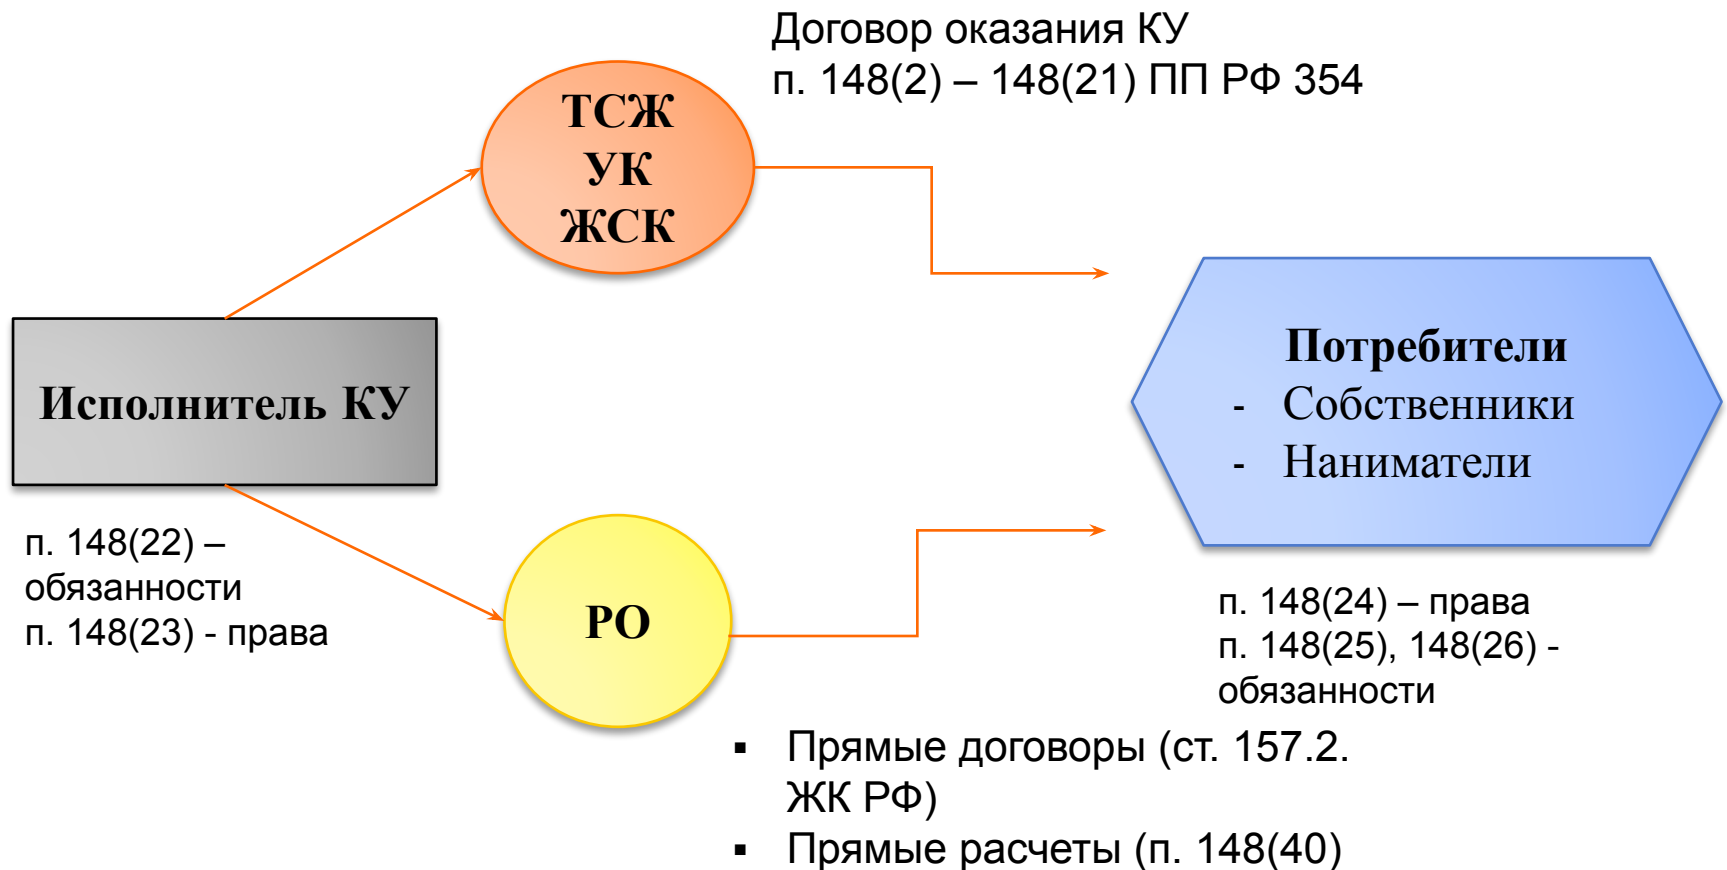 Договор оказания КУ
п. 148(2) – 148(21) ПП РФ 354
ТСЖ
УК
ЖСК
Исполнитель КУ
п. 148(22) –
обязанности
п. 148(23) - права
РО
Потребители
- Собственники
- Наниматели
п. 148(24) – права
п. 148(25), 148(26) -
обязанности
▪ Прямые договоры (ст. 157.2.
ЖК РФ)
▪ Прямые расчеты (п. 148(40)